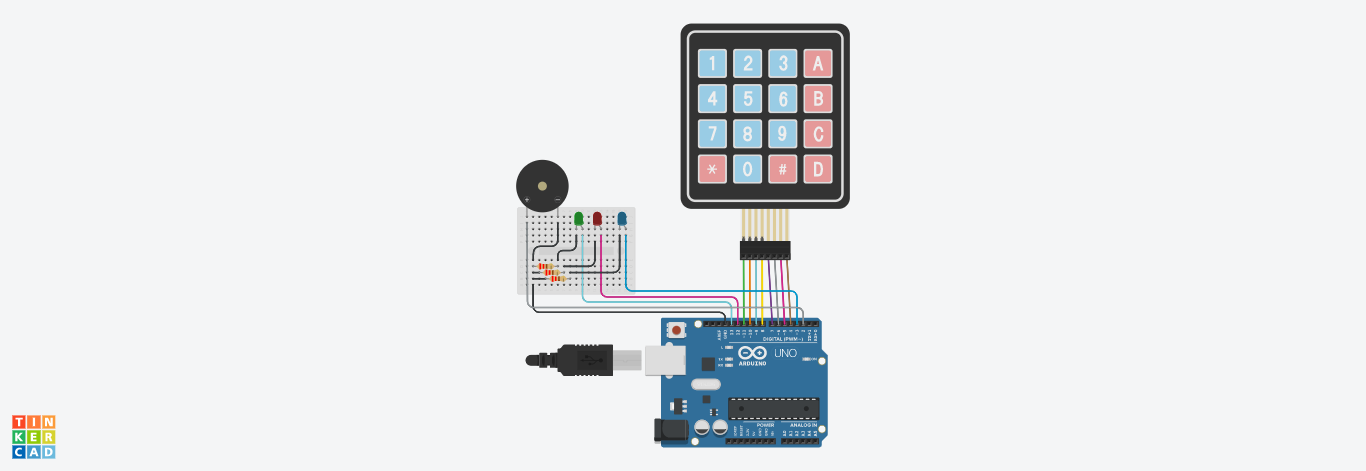 1 2 3 A
4 5 6 B
7 8 9 C
* 0 # D
+ −
DIGITAL (PWM~)
UNO
ARDUINO
POWER ANALOG IN
TIN
KER
CAD